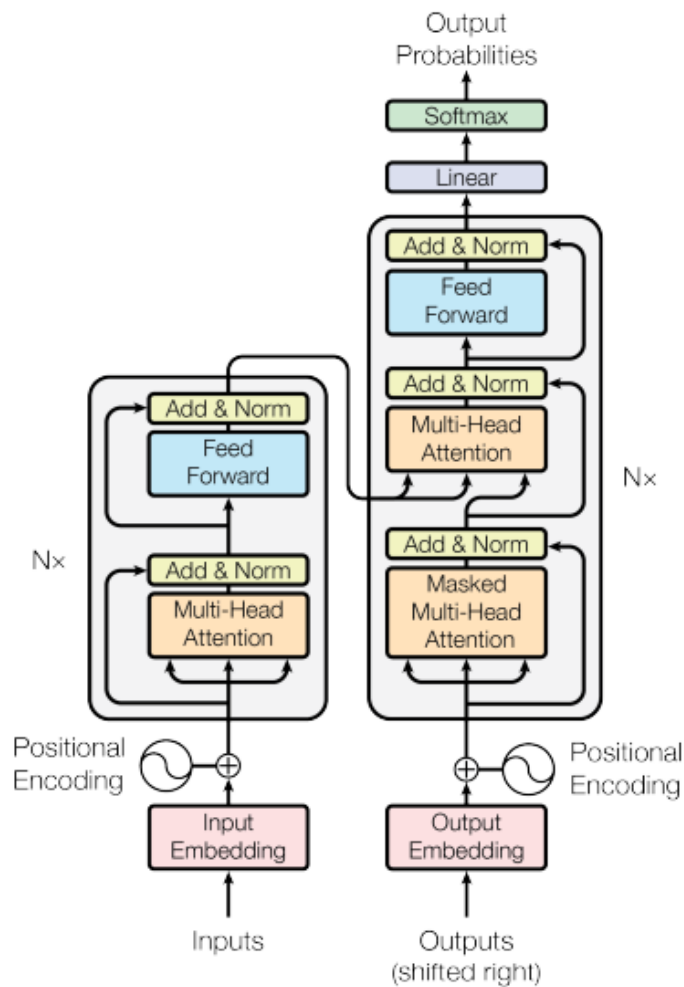 Output
Probabilities
Softmax
Linear
Add & Norm
Feed
Forward
Add & Norm
Multi-Head
Attention
Nx
Add & Norm
Masked
Multi-Head
Attention
Add & Norm
Feed
Forward
Nx
Add & Norm
Multi-Head
Attention
Positional
Encoding
Positional
Encoding
Input
Embedding
Output
Embedding
Inputs
Outputs
(shifted right)